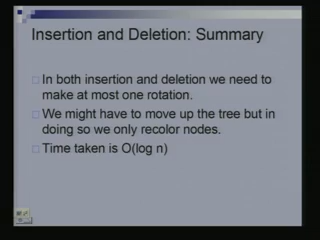 Insertion and Deletion: Summary
In both insertion and deletion we need to
make at most one rotation.
We might have to move up the tree but in
doing so we only recolor nodes.
Time taken is O(log n)